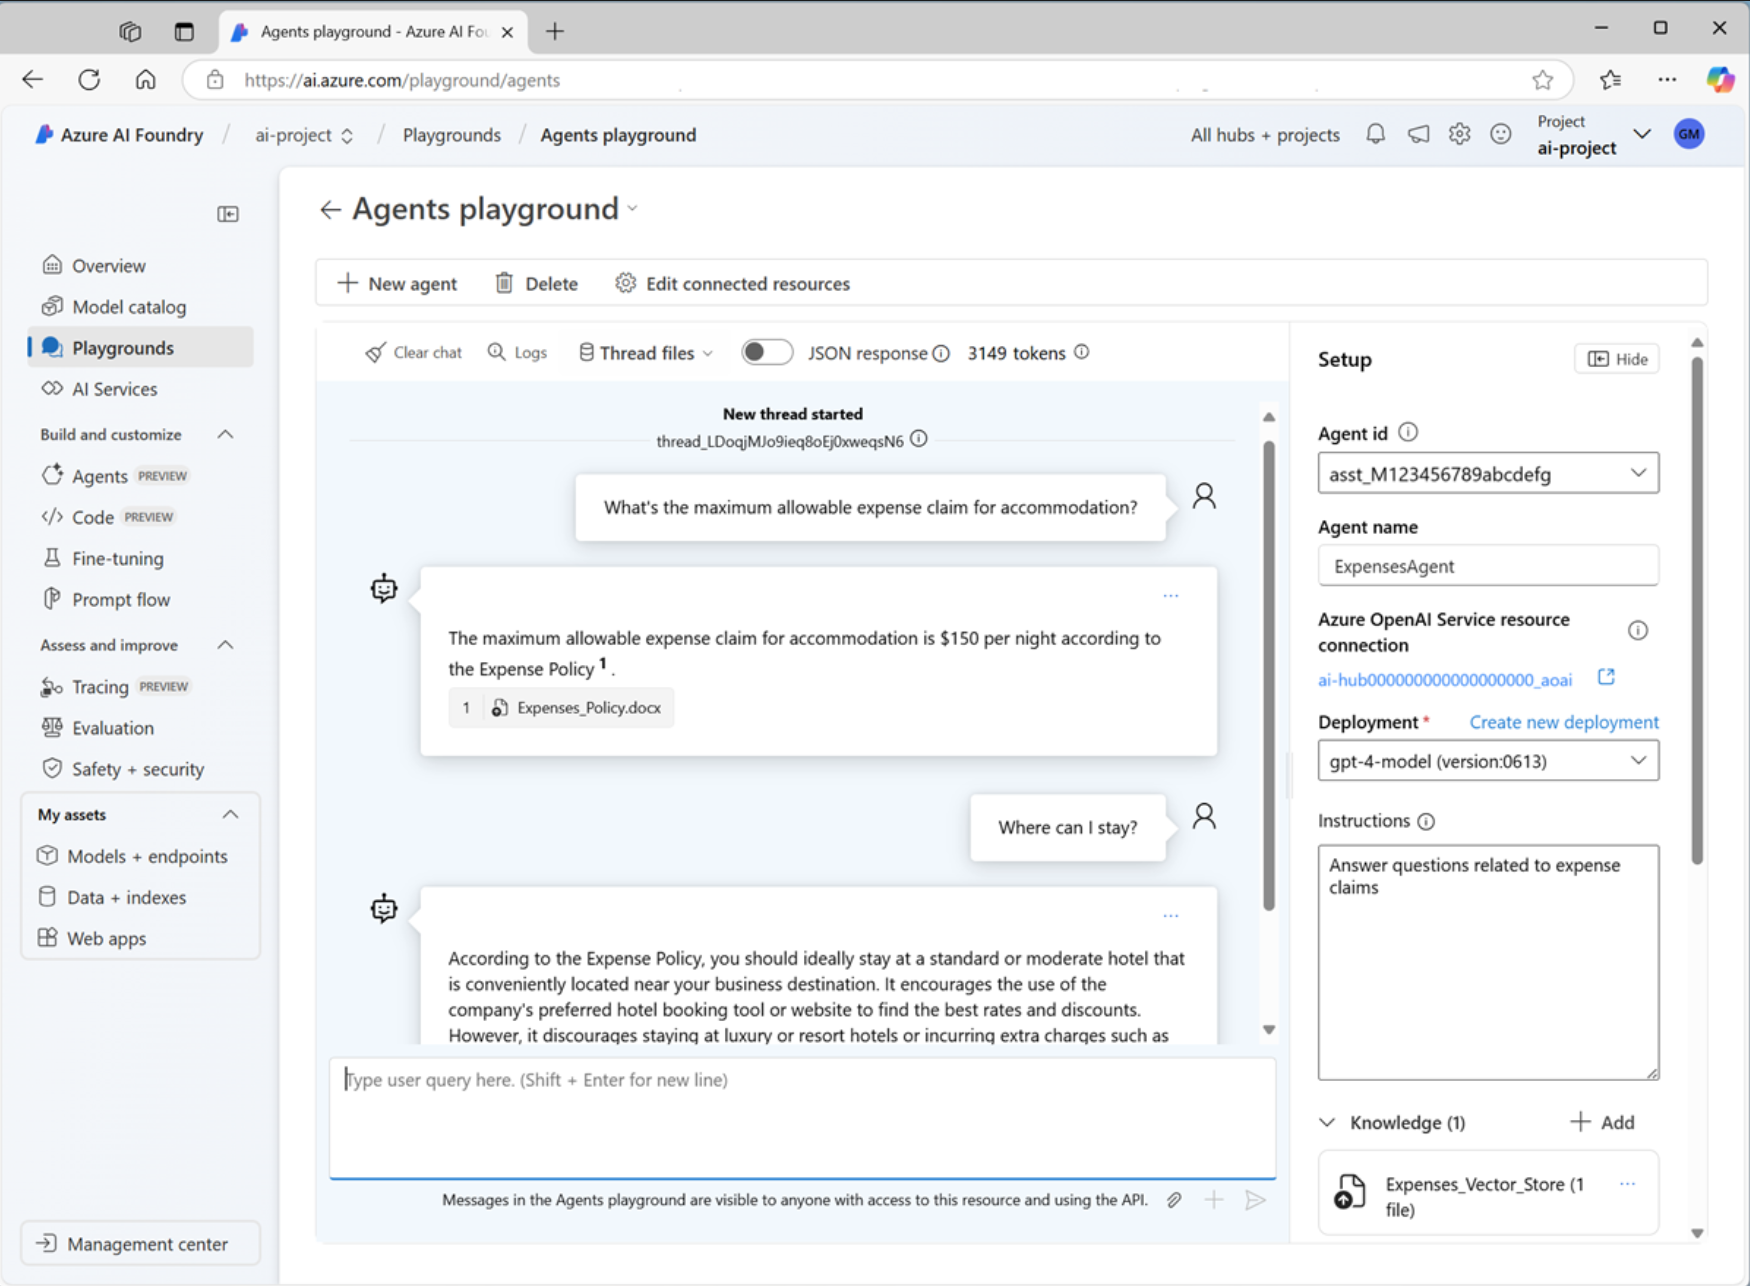 Agents playground - Azure AI Fou
https://ai.azure.com/playground/agents
Azure AI Foundry / ai-project / Playgrounds / Agents playground
All hubs + projects
Project
ai-project
GM
Overview
Model catalog
Playgrounds
AI Services
Build and customize
Agents PREVIEW
Code PREVIEW
Fine-tuning
Prompt flow
Assess and improve
Tracing PREVIEW
Evaluation
Safety + security
My assets
Models + endpoints
Data + indexes
Web apps
Management center
Agents playground
New agent Delete Edit connected resources
Clear chat Logs Thread files JSON response 3149 tokens
New thread started
thread_LDoqjMJo9ieq8oEj0xweqsN6
What's the maximum allowable expense claim for accommodation?
The maximum allowable expense claim for accommodation is $150 per night according to
the Expense Policy 1 .
1 Expenses_Policy.docx
Where can I stay?
According to the Expense Policy, you should ideally stay at a standard or moderate hotel that
is conveniently located near your business destination. It encourages the use of the
company's preferred hotel booking tool or website to find the best rates and discounts.
However, it discourages staying at luxury or resort hotels or incurring extra charges such as
Type user query here. (Shift + Enter for new line)
Messages in the Agents playground are visible to anyone with access to this resource and using the API.
Setup
Hide
Agent id
asst_M123456789abcdefg
Agent name
ExpensesAgent
Azure OpenAI Service resource
connection
ai-hub000000000000000000_aoai
Deployment * Create new deployment
gpt-4-model (version:0613)
Instructions
Answer questions related to expense
claims
Knowledge (1) Add
Expenses_Vector_Store (1
file)